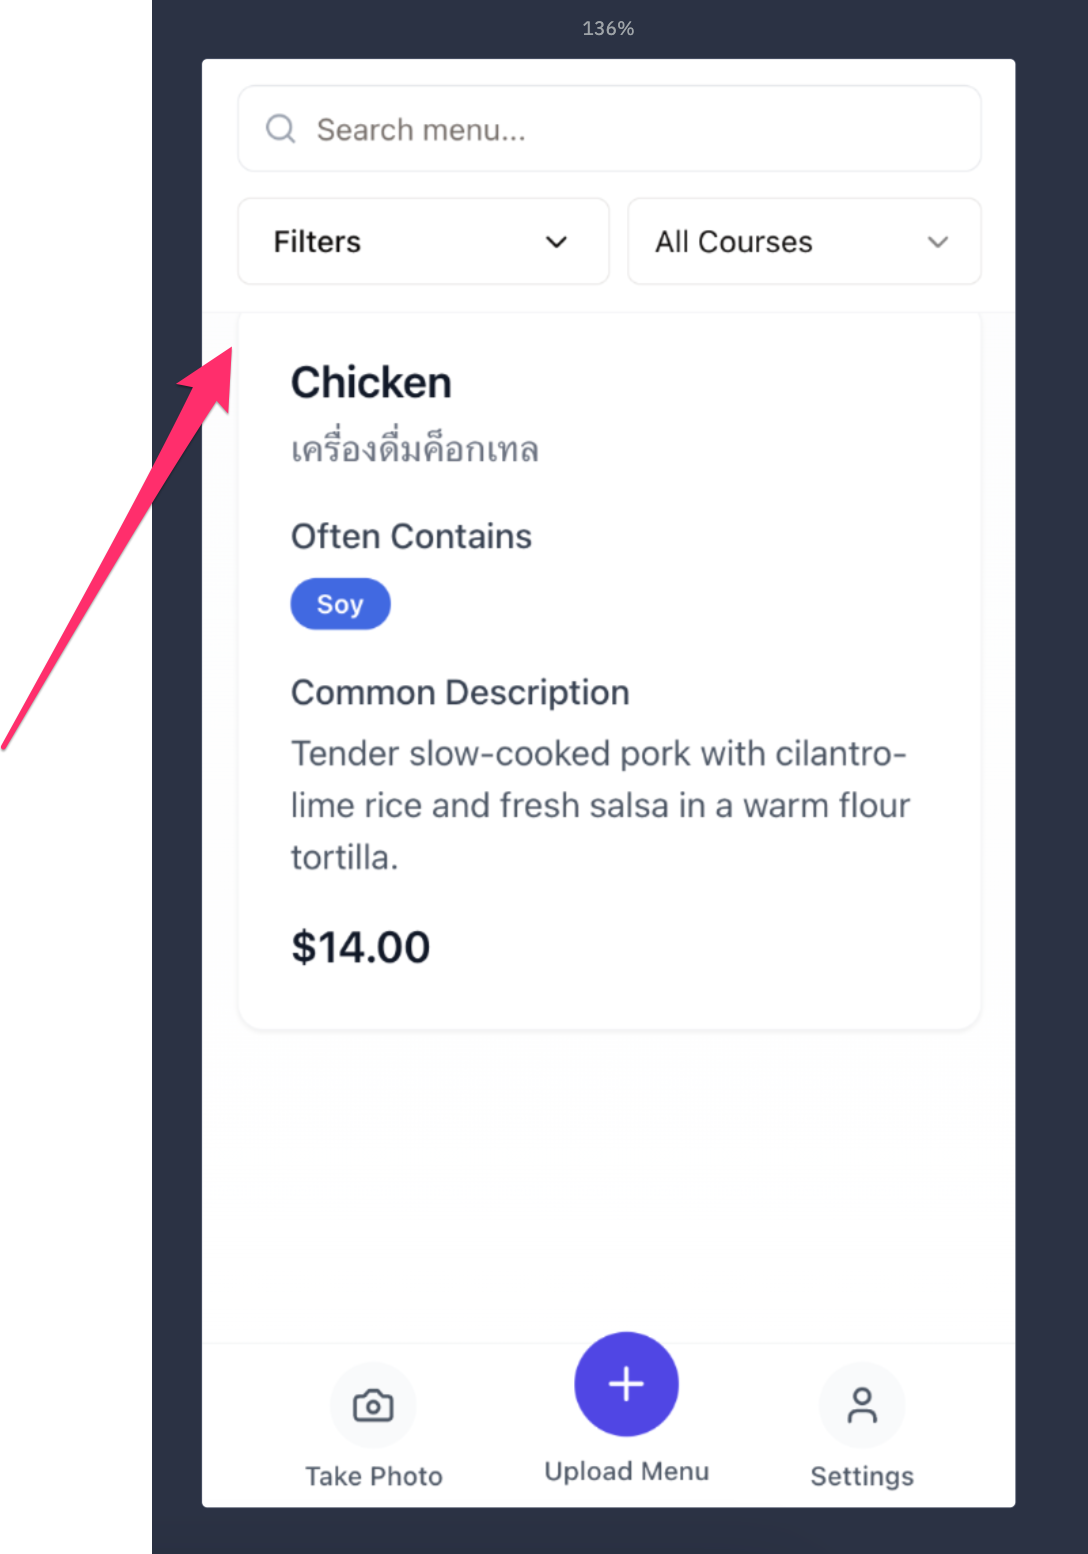 136%
Search menu...
Filters
All Courses
Chicken
เครื่องดื่มค็อกเทล
Often Contains
Soy
Common Description
Tender slow-cooked pork with cilantro-
lime rice and fresh salsa in a warm flour
tortilla.
$14.00
Take Photo
Upload Menu
Settings